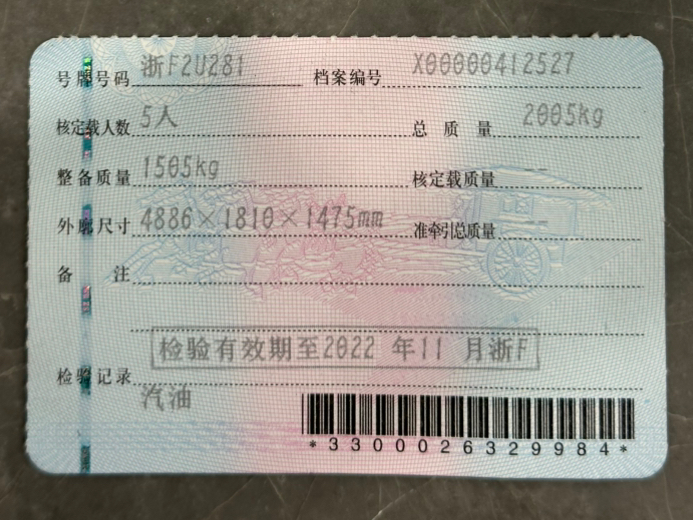 号牌号码 浙F2U281 档案编号 X00000412527
核定载人数 5人 总质量 2005kg
整备质量 1505kg 核定载质量 --
外廓尺寸 4886×1810×1475mm 准牵引总质量 --
备注
检验有效期至2022 年11 月浙F
检验记录
汽油
*3300026329984*